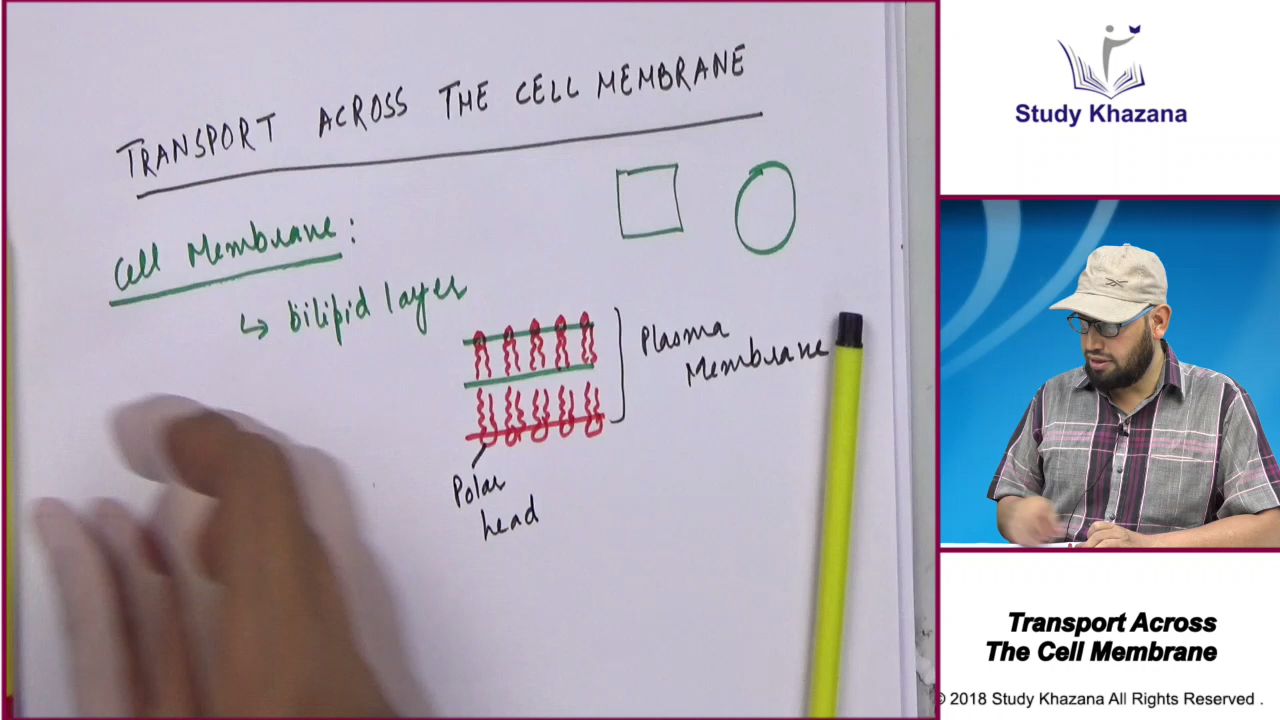 TRANSPORT ACROSS THE CELL MEMBRANE
Cell Membrane:
↳ bilipid layer
Plasma
Membrane
Polar
head
Study Khazana
Transport Across
The Cell Membrane
© 2018 Study Khazana All Rights Reserved .